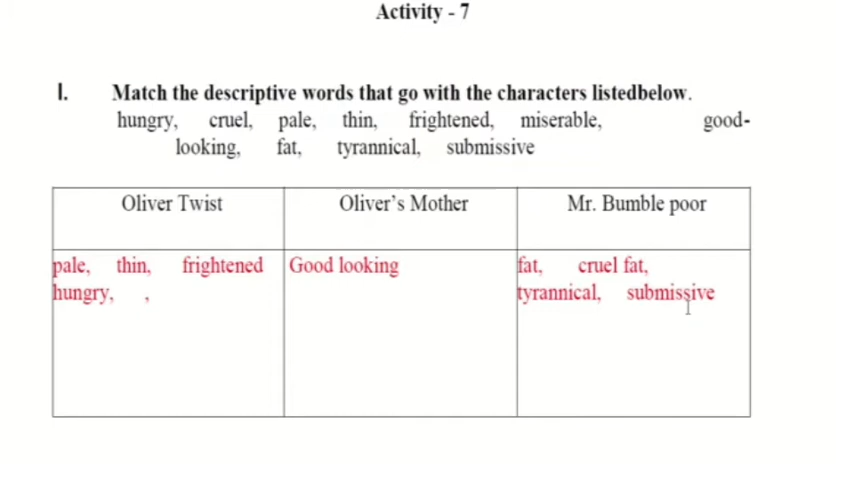 Activity - 7
I. Match the descriptive words that go with the characters listedbelow.
hungry, cruel, pale, thin, frightened, miserable, good-
looking, fat, tyrannical, submissive
Oliver Twist Oliver's Mother Mr. Bumble poor
pale, thin, frightened Good looking fat, cruel fat,
hungry, , tyrannical, submissive